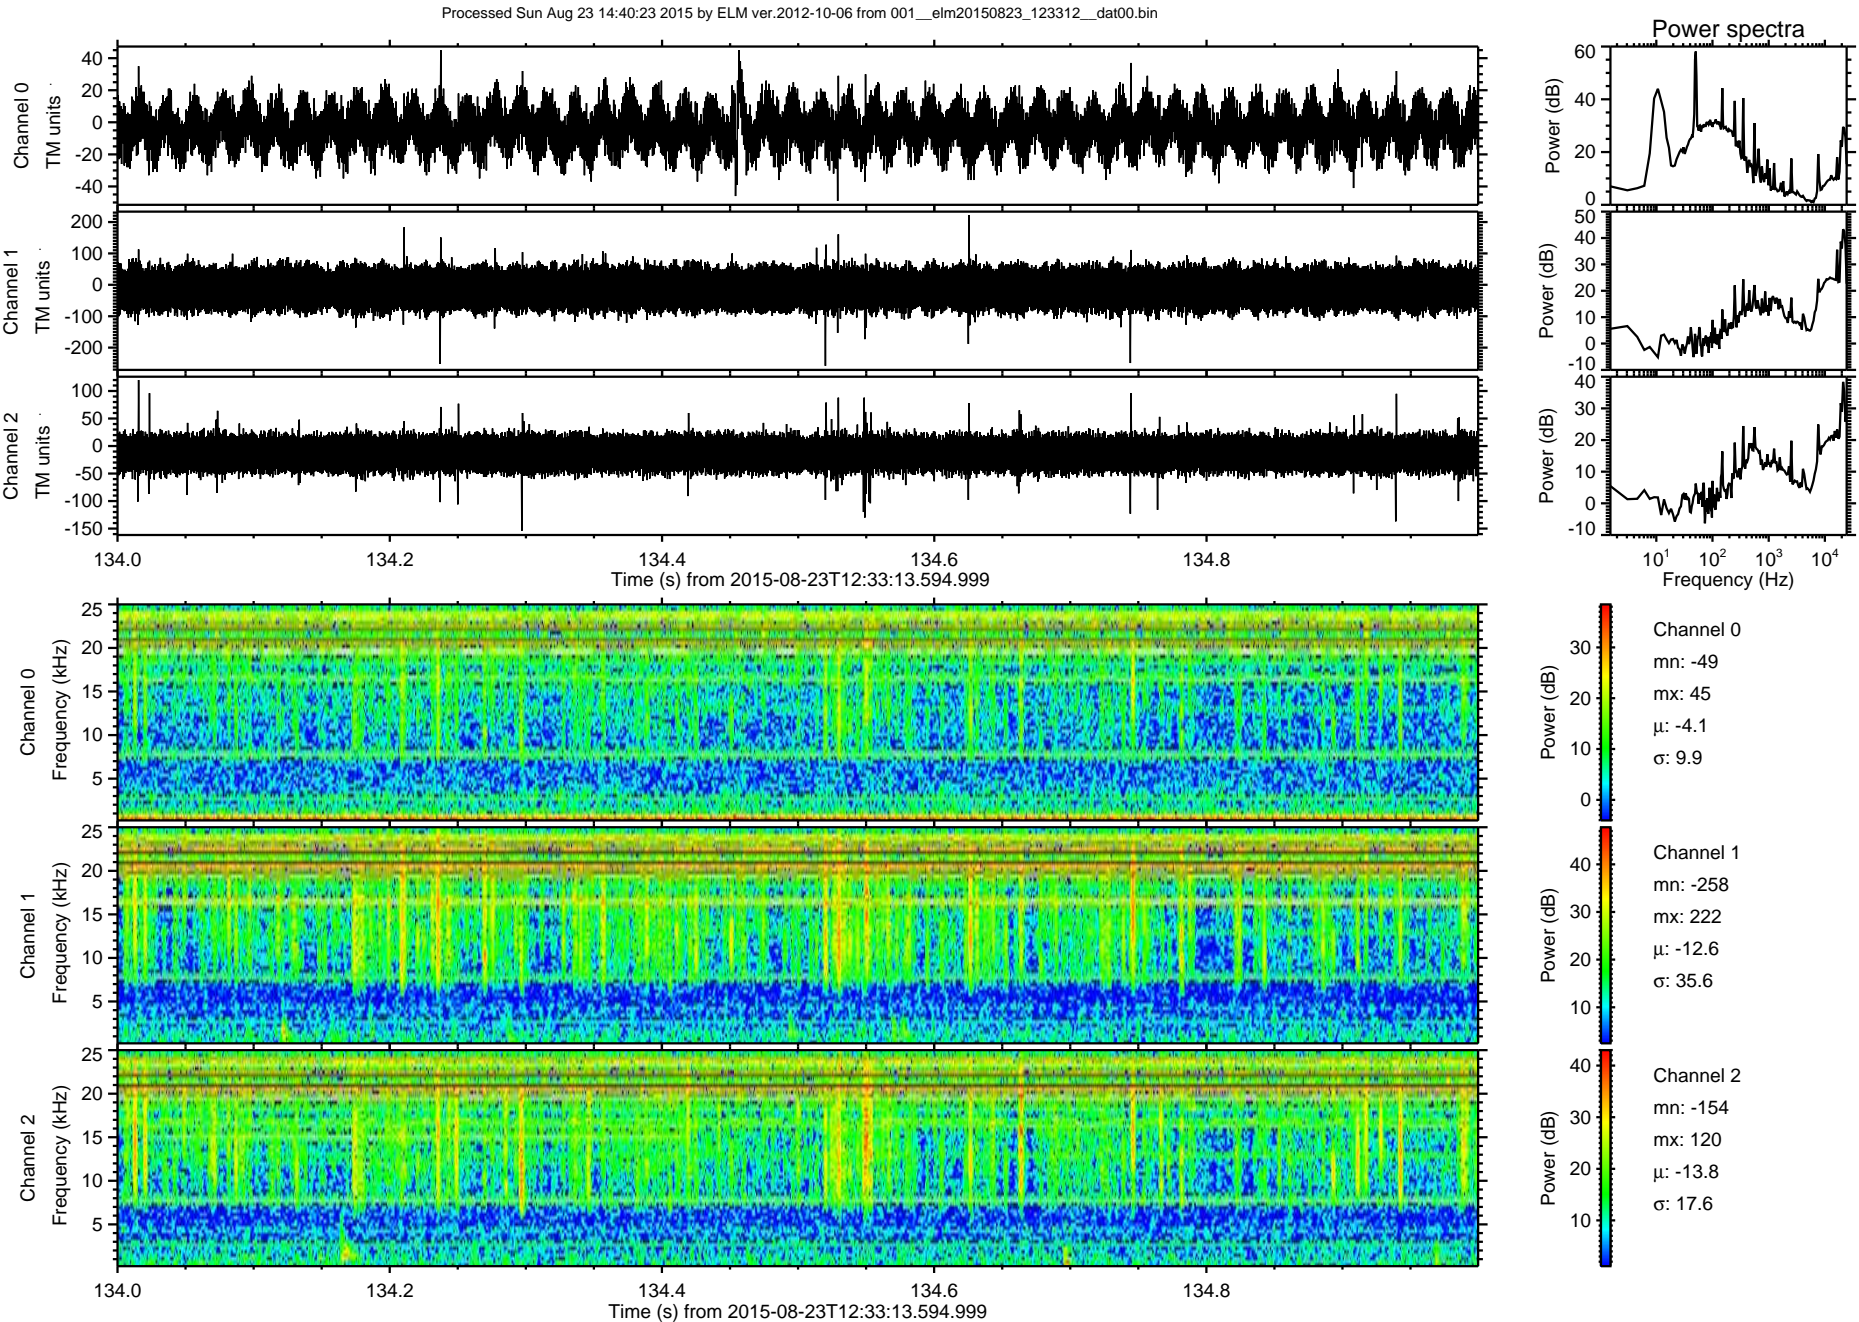 Processed Sun Aug 23 14:40:23 2015 by ELM ver.2012-10-06 from 001__elm20150823_123312__dat00.bin
Power spectra
Channel 0
TM units
40
20
0
-20
-40
Power (dB)
60
40
20
0
Channel 1
TM units
200
100
0
-100
-200
Power (dB)
50
40
30
20
10
0
-10
Channel 2
TM units
100
50
0
-50
-100
-150
Power (dB)
40
30
20
10
0
-10
134.0 134.2 134.4 134.6 134.8
Time (s) from 2015-08-23T12:33:13.594.999
10¹ 10² 10³ 10⁴
Frequency (Hz)
Channel 0
Frequency (kHz)
25
20
15
10
5
Power (dB)
30
20
10
0
Channel 0
mn: -49
mx: 45
μ: -4.1
σ: 9.9
Channel 1
Frequency (kHz)
25
20
15
10
5
Power (dB)
40
30
20
10
Channel 1
mn: -258
mx: 222
μ: -12.6
σ: 35.6
Channel 2
Frequency (kHz)
25
20
15
10
5
Power (dB)
40
30
20
10
Channel 2
mn: -154
mx: 120
μ: -13.8
σ: 17.6
134.0 134.2 134.4 134.6 134.8
Time (s) from 2015-08-23T12:33:13.594.999